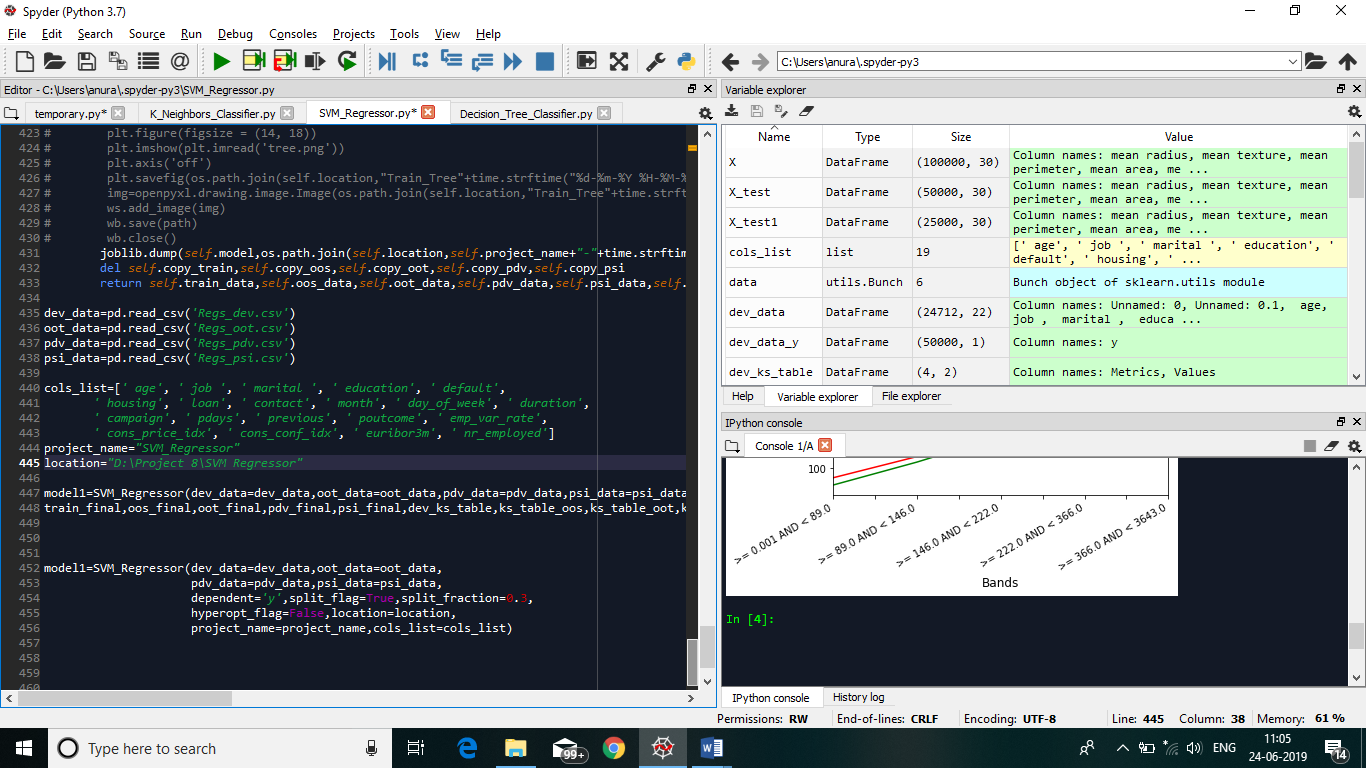 Spyder (Python 3.7)
File Edit Search Source Run Debug Consoles Projects Tools View Help
C:\Users\anura\.spyder-py3
Editor - C:\Users\anura\.spyder-py3\SVM_Regressor.py
temporary.py* K_Neighbors_Classifier.py SVM_Regressor.py* Decision_Tree_Classifier.py
423 # plt.figure(figsize = (14, 18))
424 # plt.imshow(plt.imread('tree.png'))
425 # plt.axis('off')
426 # plt.savefig(os.path.join(self.location,"Train_Tree"+time.strftime("%d-%m-%Y %H-%M-%
427 # img=openpyxl.drawing.image.Image(os.path.join(self.location,"Train_Tree"+time.strft
428 # ws.add_image(img)
429 # wb.save(path)
430 # wb.close()
431 joblib.dump(self.model,os.path.join(self.location,self.project_name+"-"+time.strftim
432 del self.copy_train,self.copy_oos,self.copy_oot,self.copy_pdv,self.copy_psi
433 return self.train_data,self.oos_data,self.oot_data,self.pdv_data,self.psi_data,self.
434
435 dev_data=pd.read_csv('Regs_dev.csv')
436 oot_data=pd.read_csv('Regs_oot.csv')
437 pdv_data=pd.read_csv('Regs_pdv.csv')
438 psi_data=pd.read_csv('Regs_psi.csv')
439
440 cols_list=[' age', ' job ', ' marital ', ' education', ' default',
441 ' housing', ' loan', ' contact', ' month', ' day_of_week', ' duration',
442 ' campaign', ' pdays', ' previous', ' poutcome', ' emp_var_rate',
443 ' cons_price_idx', ' cons_conf_idx', ' euribor3m', ' nr_employed']
444 project_name="SVM_Regressor"
445 location="D:\Project 8\SVM Regressor"
446
447 model1=SVM_Regressor(dev_data=dev_data,oot_data=oot_data,pdv_data=pdv_data,psi_data=psi_data
448 train_final,oos_final,oot_final,pdv_final,psi_final,dev_ks_table,ks_table_oos,ks_table_oot,k
449
450
451
452 model1=SVM_Regressor(dev_data=dev_data,oot_data=oot_data,
453 pdv_data=pdv_data,psi_data=psi_data,
454 dependent='y',split_flag=True,split_fraction=0.3,
455 hyperopt_flag=False,location=location,
456 project_name=project_name,cols_list=cols_list)
457
458
459
460
Variable explorer
Name Type Size Value
X DataFrame (100000, 30) Column names: mean radius, mean texture, mean
perimeter, mean area, me ...
X_test DataFrame (50000, 30) Column names: mean radius, mean texture, mean
perimeter, mean area, me ...
X_test1 DataFrame (25000, 30) Column names: mean radius, mean texture, mean
perimeter, mean area, me ...
cols_list list 19 [' age', ' job ', ' marital ', ' education', '
default', ' housing', ' ...
data utils.Bunch 6 Bunch object of sklearn.utils module
dev_data DataFrame (24712, 22) Column names: Unnamed: 0, Unnamed: 0.1,  age,
job ,  marital ,  educa ...
dev_data_y DataFrame (50000, 1) Column names: y
dev_ks_table DataFrame (4, 2) Column names: Metrics, Values
Help Variable explorer File explorer
IPython console
Console 1/A
100
>= 0.001 AND < 89.0
>= 89.0 AND < 146.0
>= 146.0 AND < 222.0
>= 222.0 AND < 366.0
>= 366.0 AND < 3643.0
Bands
In [4]:
IPython console History log
Permissions: RW End-of-lines: CRLF Encoding: UTF-8 Line: 445 Column: 38 Memory: 61 %
Type here to search
99+
ENG
11:05
24-06-2019
14